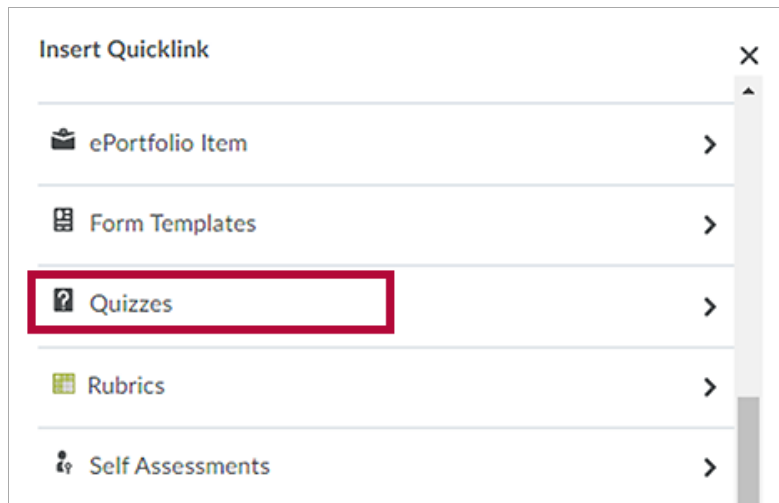 Insert Quicklink
ePortfolio Item
Form Templates
Quizzes
Rubrics
Self Assessments